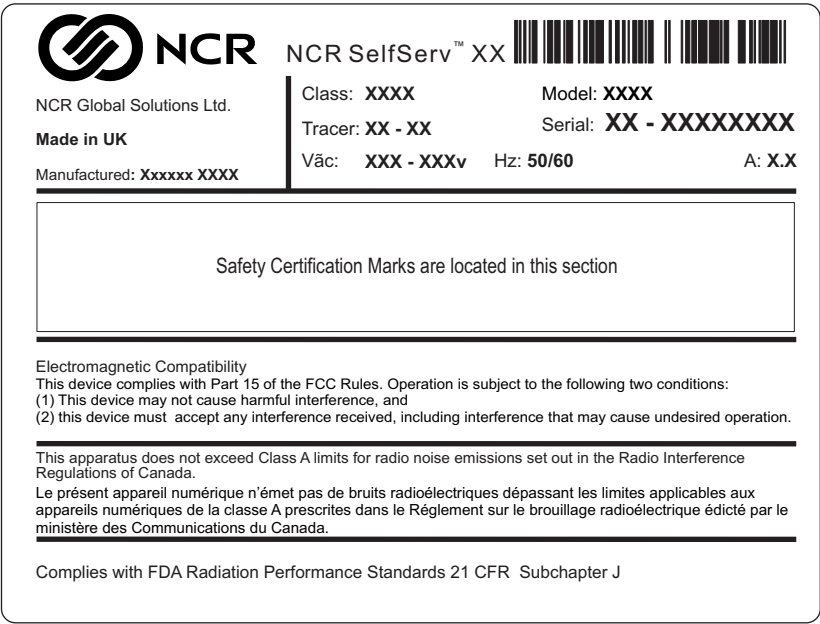 NCR
NCR SelfServ™ XX
NCR Global Solutions Ltd.
Made in UK
Manufactured: Xxxxxx XXXX
Class: XXXX
Model: XXXX
Tracer: XX - XX
Serial: XX - XXXXXXXX
Vãc: XXX - XXXv Hz: 50/60 A: X.X
Safety Certification Marks are located in this section
Electromagnetic Compatibility
This device complies with Part 15 of the FCC Rules. Operation is subject to the following two conditions:
(1) This device may not cause harmful interference, and
(2) this device must accept any interference received, including interference that may cause undesired operation.
This apparatus does not exceed Class A limits for radio noise emissions set out in the Radio Interference
Regulations of Canada.
Le présent appareil numérique n'émet pas de bruits radioélectriques dépassant les limites applicables aux
appareils numériques de la classe A prescrites dans le Réglement sur le brouillage radioélectrique édicté par le
ministère des Communications du Canada.
Complies with FDA Radiation Performance Standards 21 CFR Subchapter J